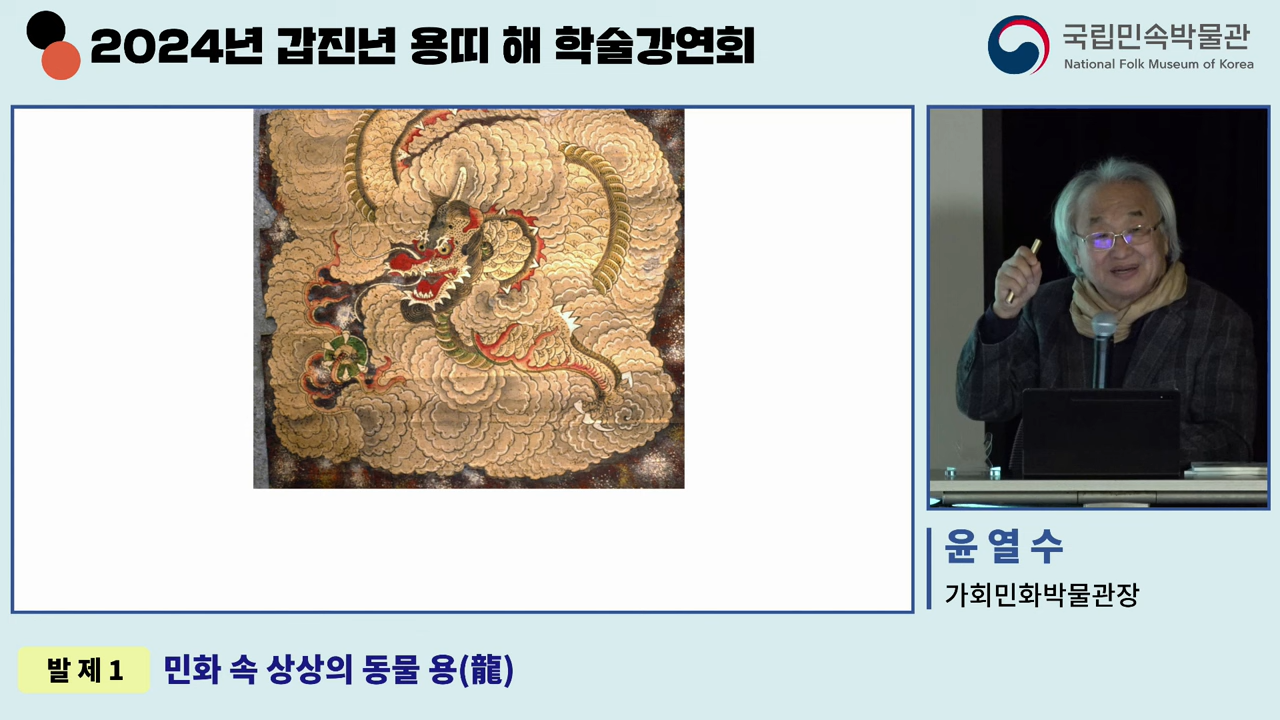 2024년 갑진년 용띠 해 학술강연회
국립민속박물관
National Folk Museum of Korea
윤열수
가회민화박물관장
발제1 민화 속 상상의 동물 용(龍)